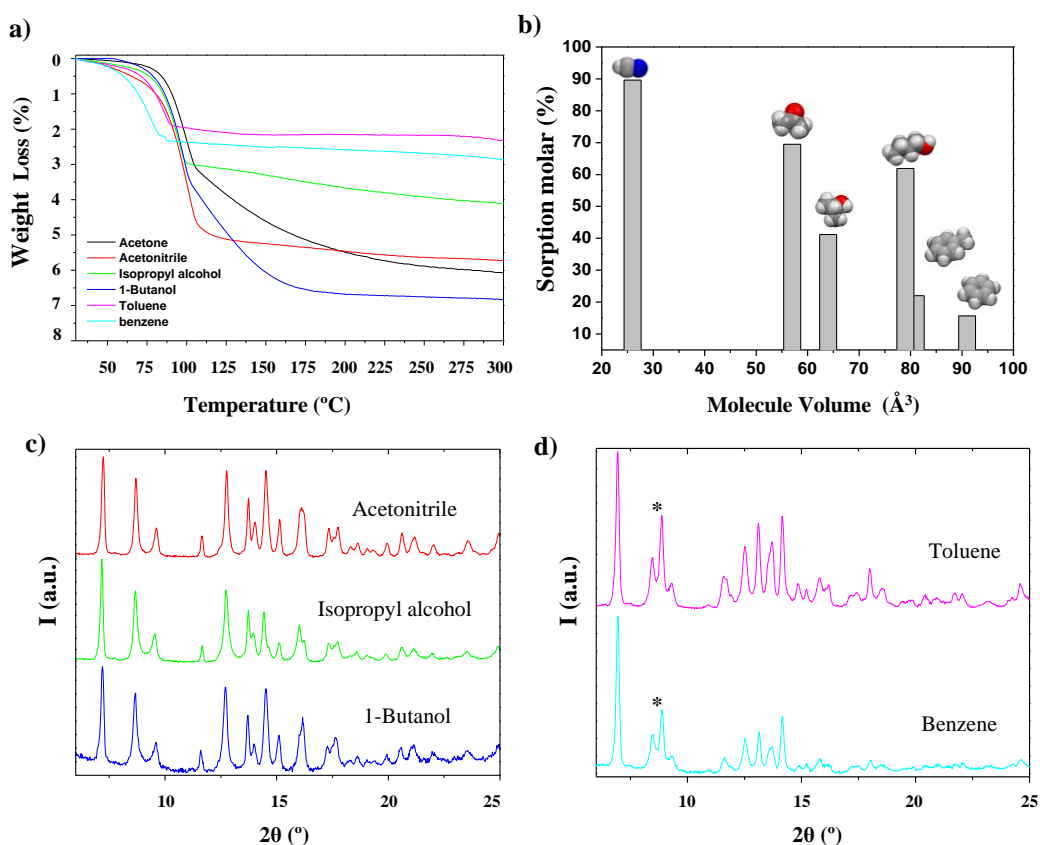 a)
0
1
2
3
4
5
6
7
8
Weight Loss (%)
Acetone
Acetonitrile
Isopropyl alcohol
1-Butanol
Toluene
benzene
50 75 100 125 150 175 200 225 250 275 300
Temperature (ºC)
b)
100
90
80
70
60
50
40
30
20
10
Sorption molar (%)
20 30 40 50 60 70 80 90 100
Molecule Volume (Å³)
c)
I (a.u.)
Acetonitrile
Isopropyl alcohol
1-Butanol
10 15 20 25
2θ (º)
d)
I (a.u.)
*
Toluene
*
Benzene
10 15 20 25
2θ (º)